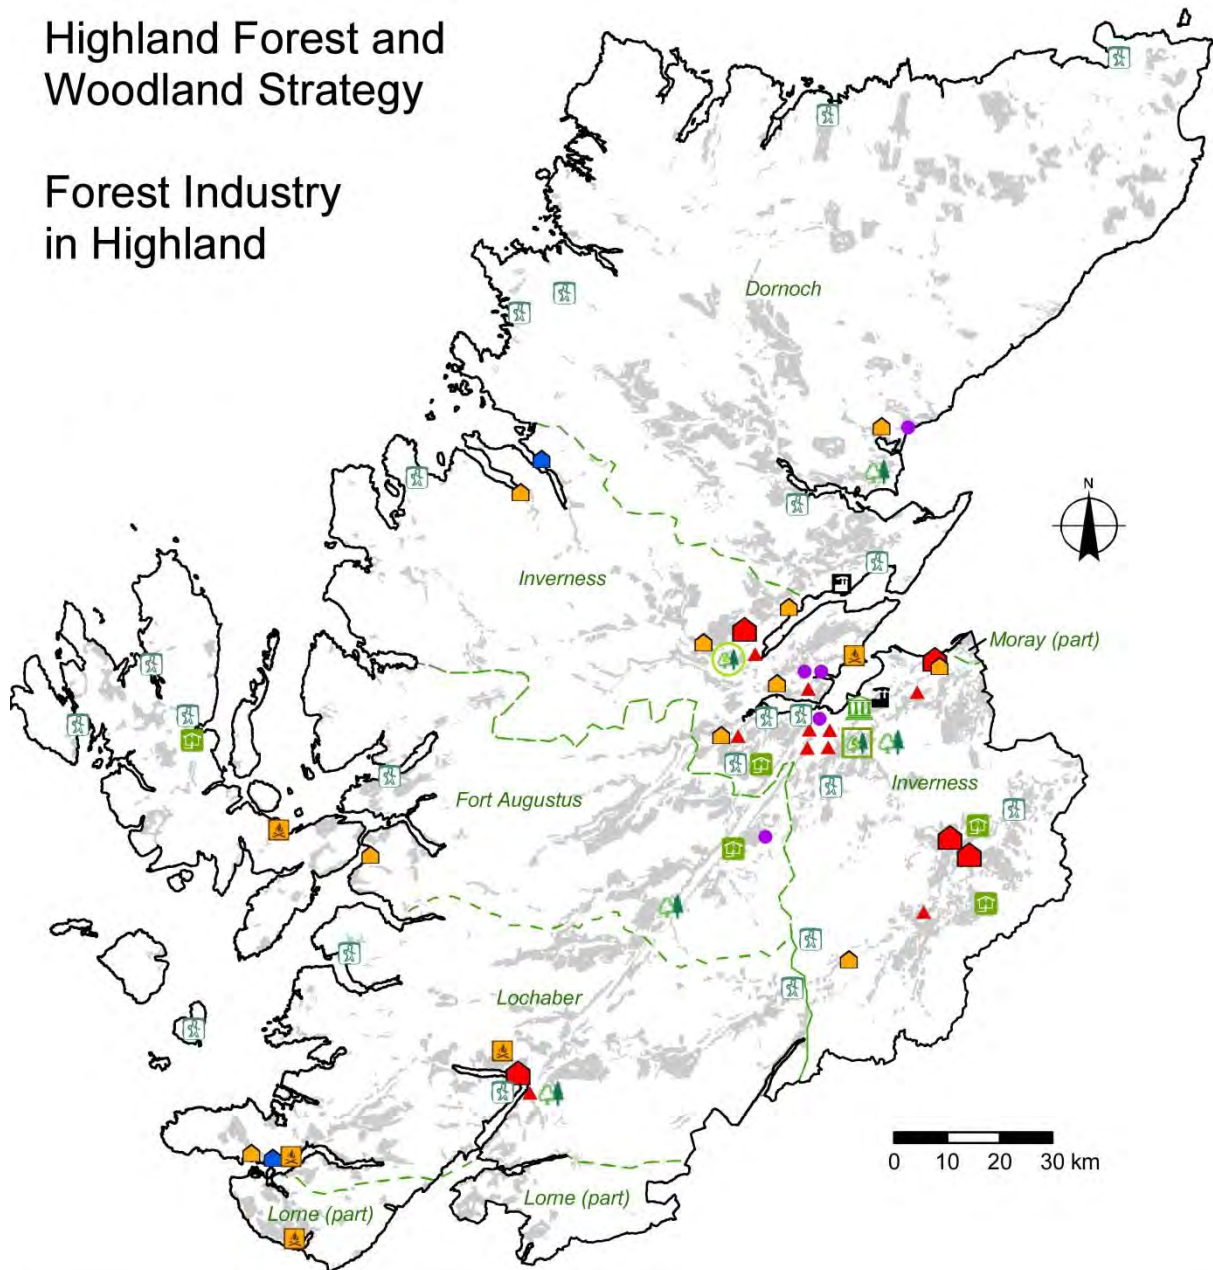 Highland Forest and
Woodland Strategy
Forest Industry
in Highland
Dornoch
N
Inverness
Moray (part)
Fort Augustus
Inverness
Lochaber
0 10 20 30 km
Lorne (part)
Lorne (part)